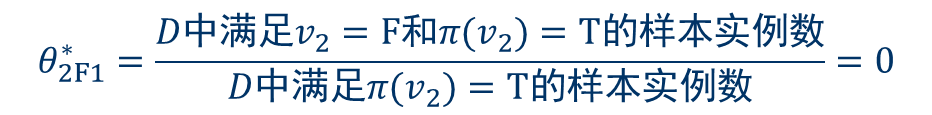 θ*2F1 = D中满足v2 = F和π(v2) = T的样本实例数 / D中满足π(v2) = T的样本实例数 = 0